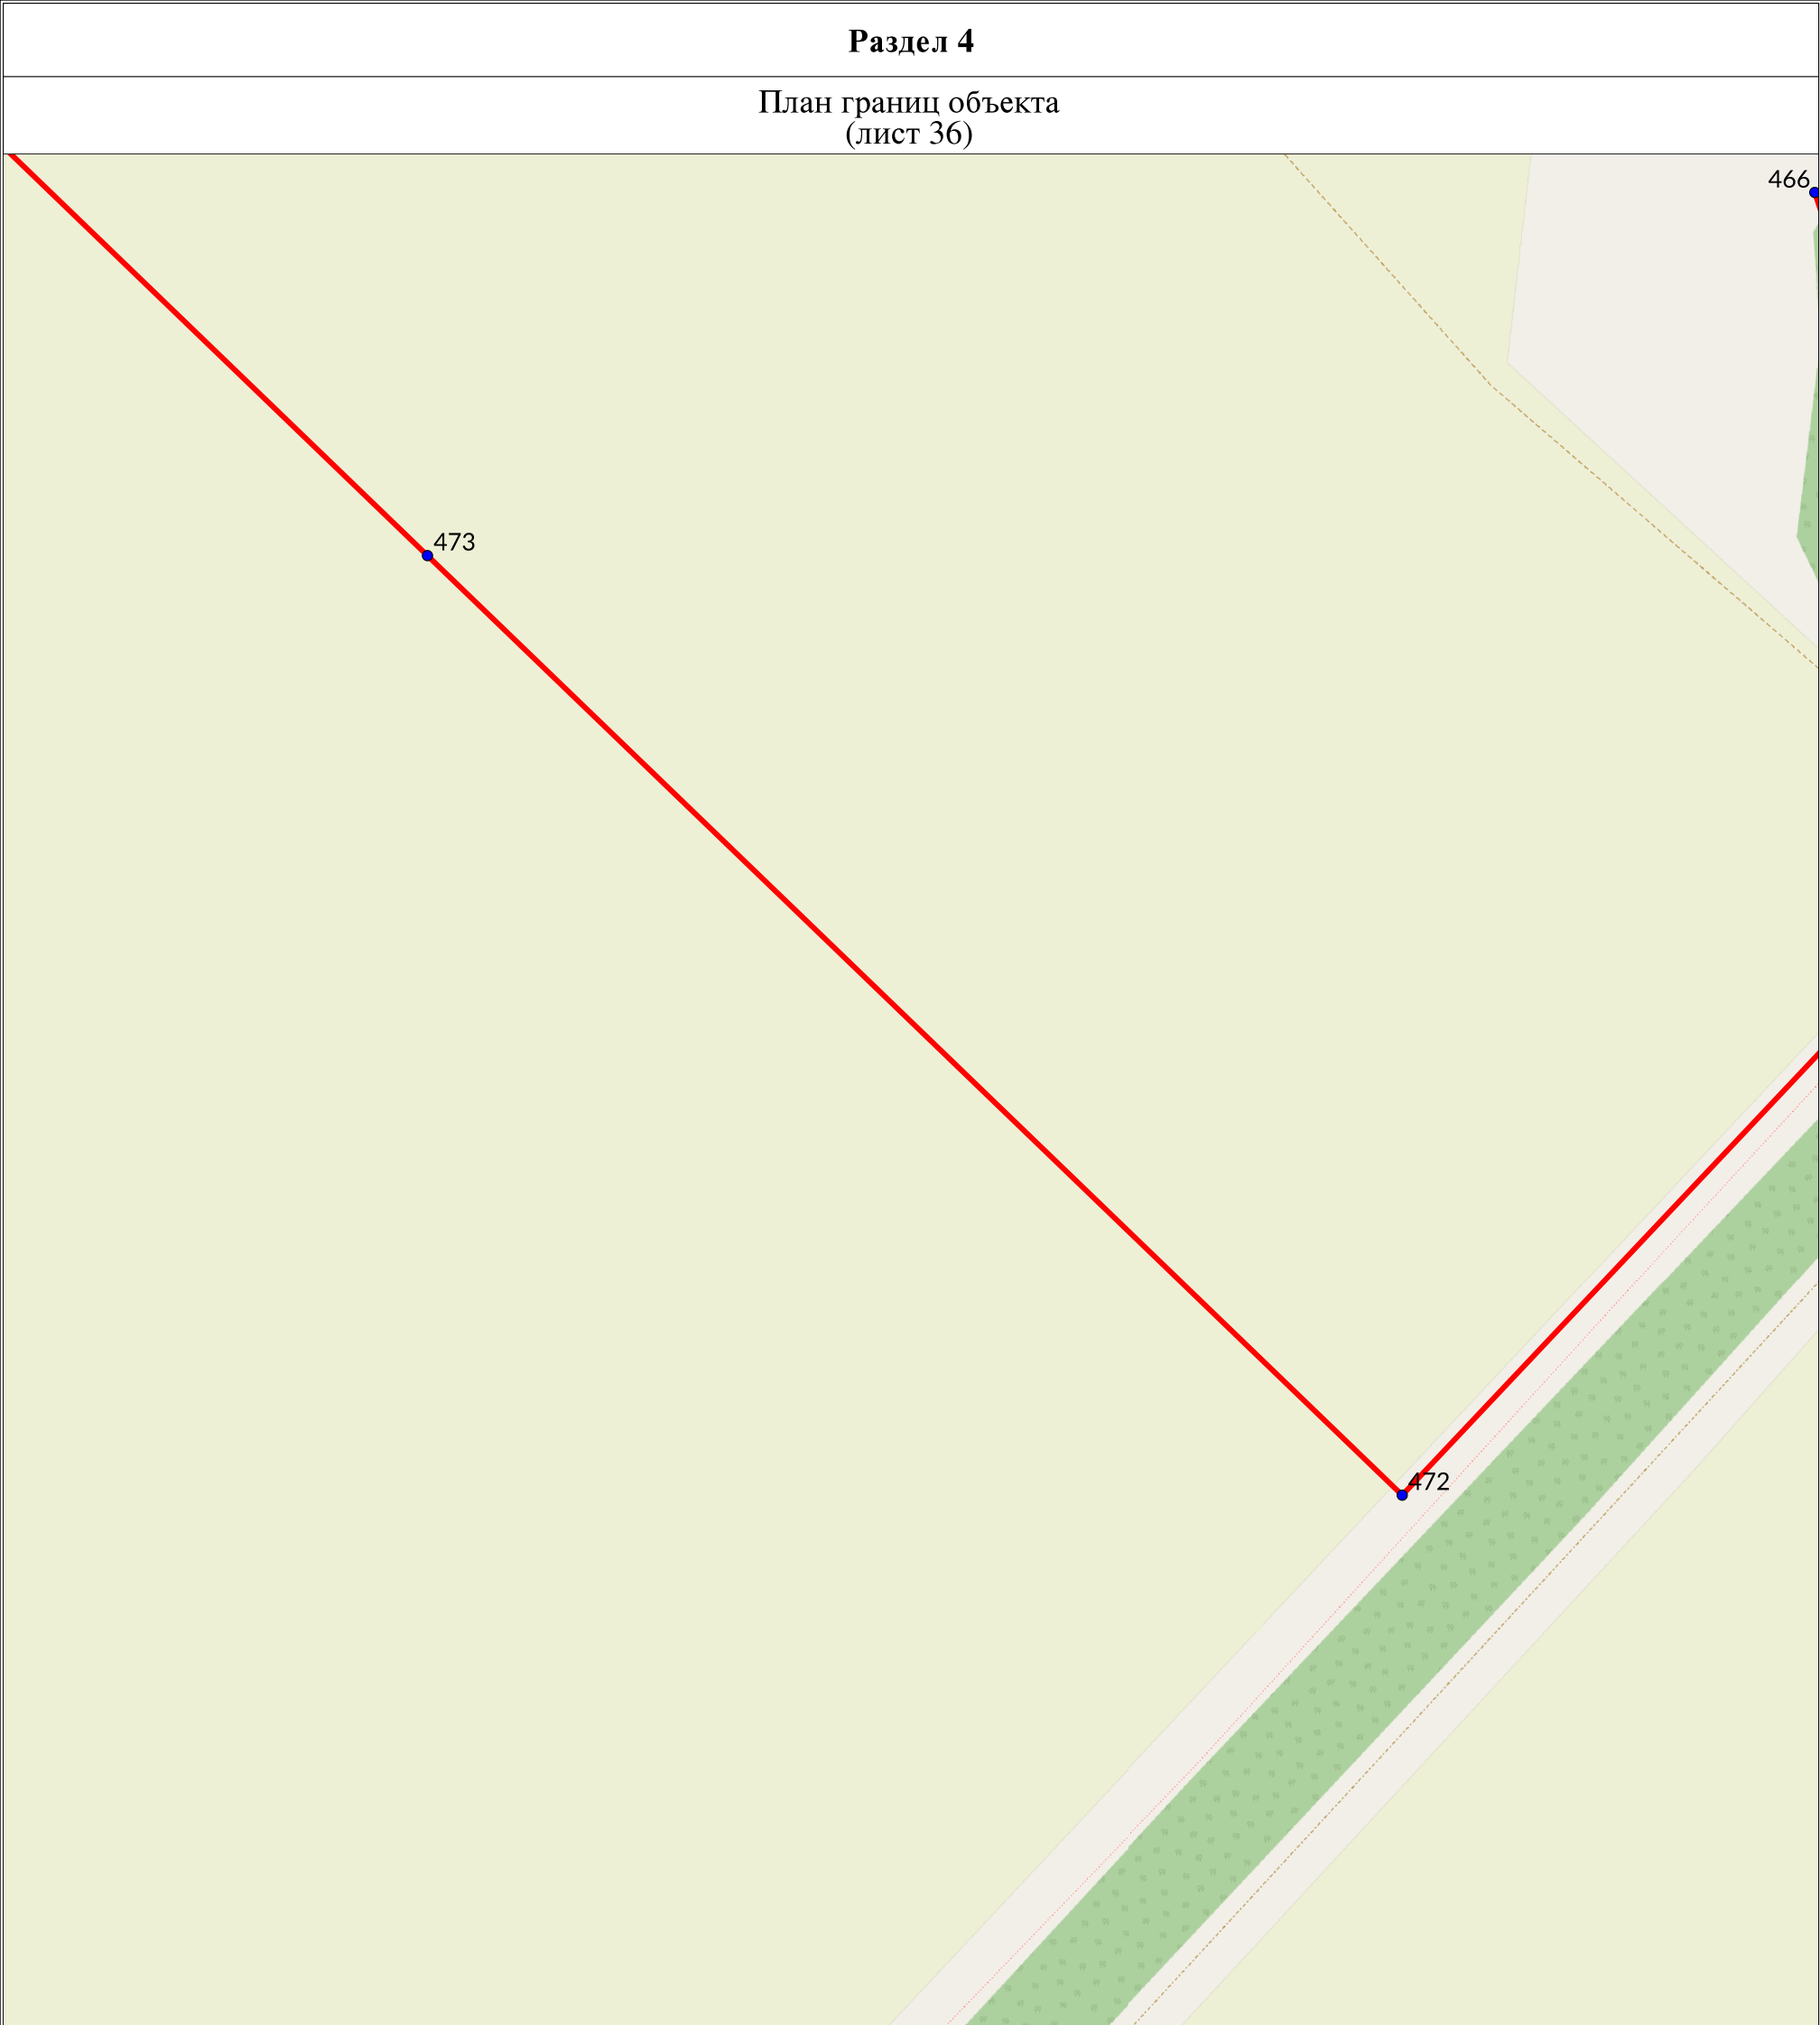 Раздел 4
План границ объекта
(лист 36)
466
473
472